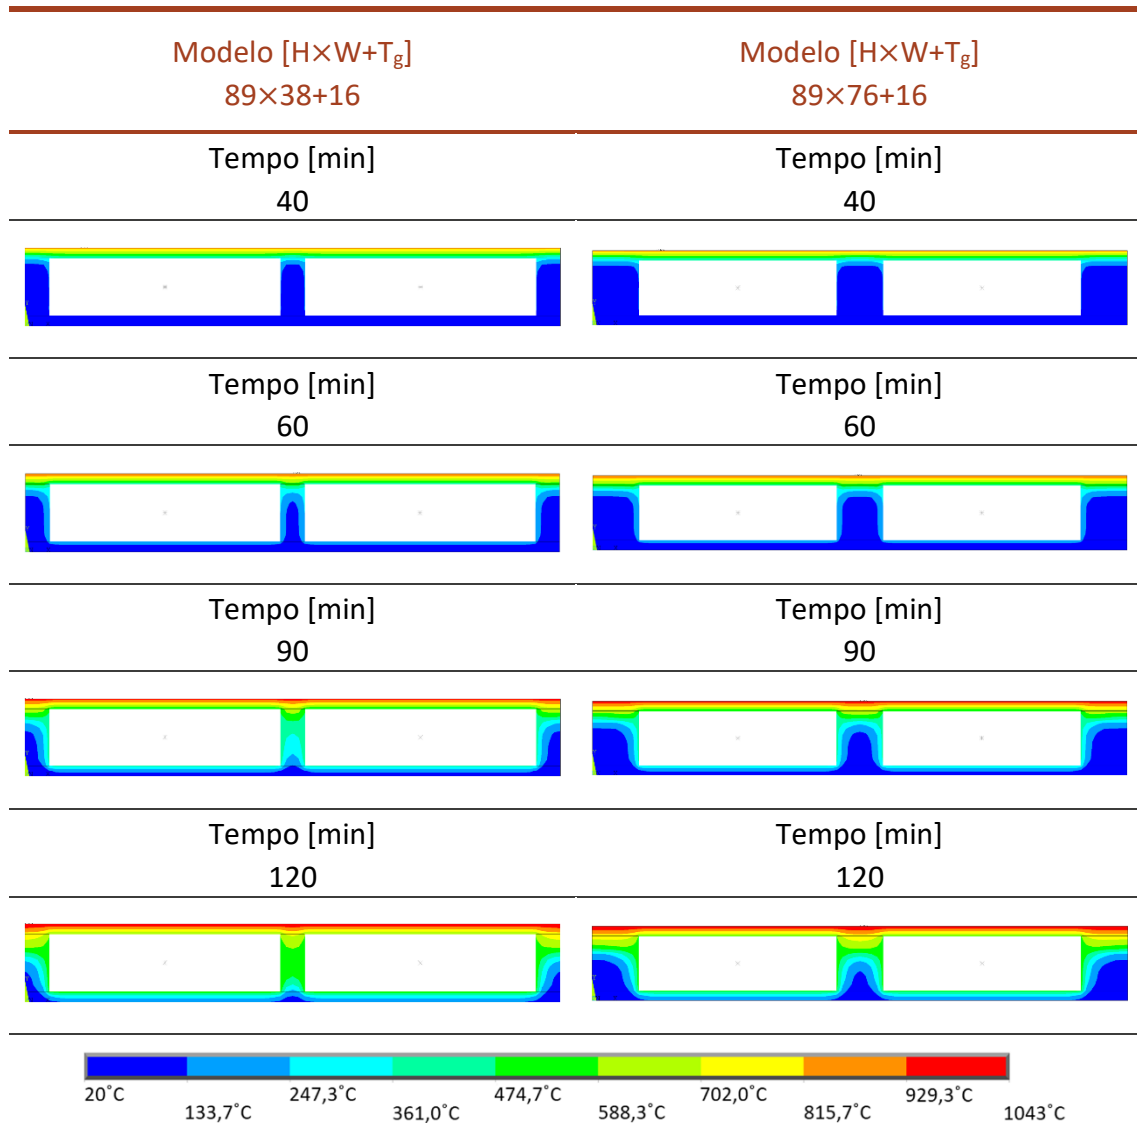 Modelo [H×W+Tg]
89×38+16
Modelo [H×W+Tg]
89×76+16
Tempo [min]
40
Tempo [min]
40
Tempo [min]
60
Tempo [min]
60
Tempo [min]
90
Tempo [min]
90
Tempo [min]
120
Tempo [min]
120
20˚C
133,7˚C
247,3˚C
361,0˚C
474,7˚C
588,3˚C
702,0˚C
815,7˚C
929,3˚C
1043˚C